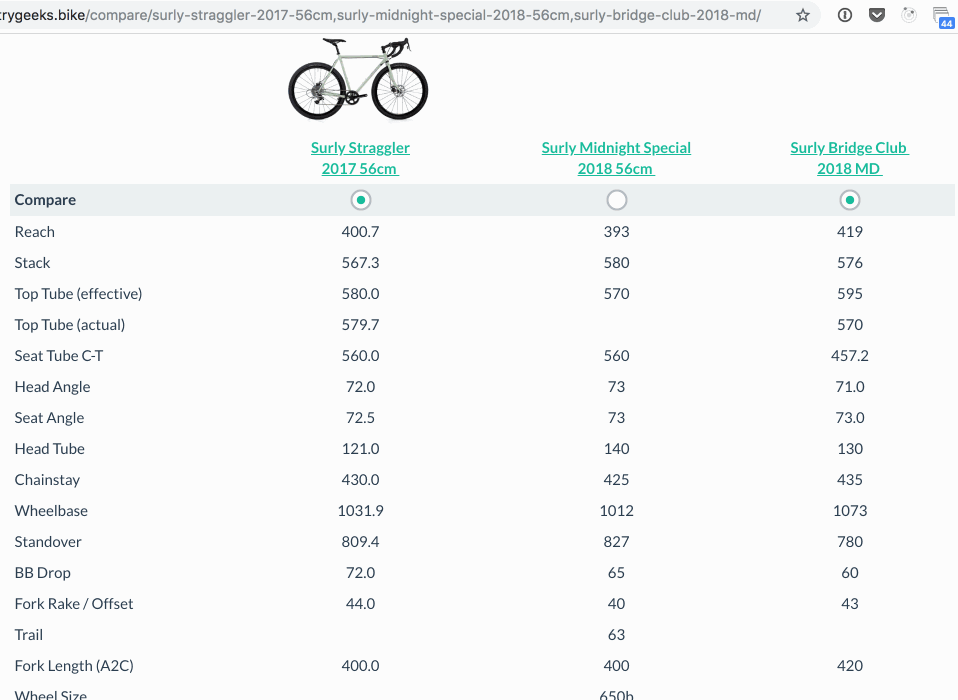 trygeeks.bike/compare/surly-straggler-2017-56cm,surly-midnight-special-2018-56cm,surly-bridge-club-2018-md/
44
Surly Straggler 2017 56cm
Surly Midnight Special 2018 56cm
Surly Bridge Club 2018 MD
Compare
Reach 400.7 393 419
Stack 567.3 580 576
Top Tube (effective) 580.0 570 595
Top Tube (actual) 579.7 570
Seat Tube C-T 560.0 560 457.2
Head Angle 72.0 73 71.0
Seat Angle 72.5 73 73.0
Head Tube 121.0 140 130
Chainstay 430.0 425 435
Wheelbase 1031.9 1012 1073
Standover 809.4 827 780
BB Drop 72.0 65 60
Fork Rake / Offset 44.0 40 43
Trail 63
Fork Length (A2C) 400.0 400 420
Wheel Size 650b